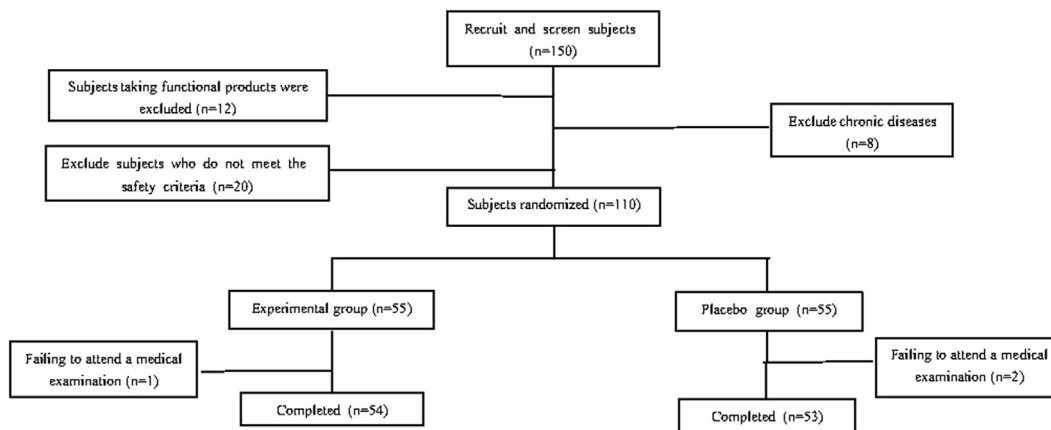 Recruit and screen subjects
(n=150)
Subjects taking functional products were
excluded (n=12)
Exclude chronic diseases
(n=8)
Exclude subjects who do not meet the
safety criteria (n=20)
Subjects randomized (n=110)
Experimental group (n=55)
Placebo group (n=55)
Failing to attend a medical
examination (n=1)
Failing to attend a medical
examination (n=2)
Completed (n=54)
Completed (n=53)